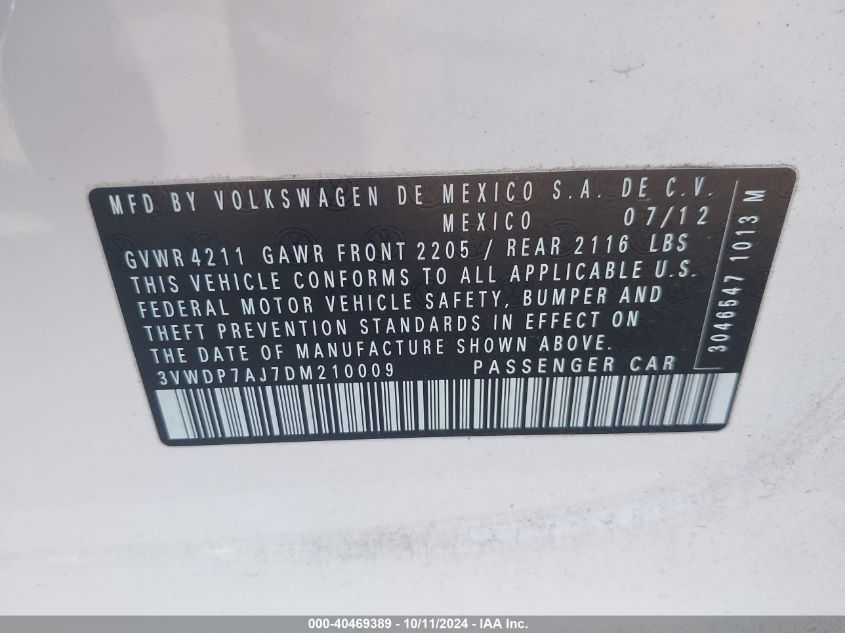 MFD BY VOLKSWAGEN DE MEXICO S.A. DE C.V.
MEXICO 07/12
GVWR 4211 GAWR FRONT 2205 / REAR 2116 LBS
THIS VEHICLE CONFORMS TO ALL APPLICABLE U.S.
FEDERAL MOTOR VEHICLE SAFETY, BUMPER AND
THEFT PREVENTION STANDARDS IN EFFECT ON
THE DATE OF MANUFACTURE SHOWN ABOVE.
3VWDP7AJ7DM210009 PASSENGER CAR
3046547 1013 M
000-40469389 - 10/11/2024 - IAA Inc.